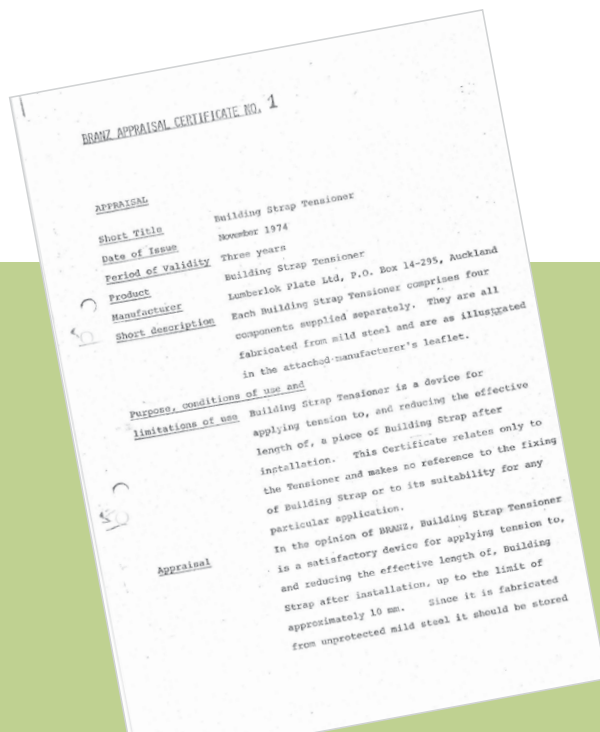 BRANZ APPRAISAL CERTIFICATE NO. 1
APPRAISAL
Short Title Building Strap Tensioner
Date of Issue November 1974
Period of Validity Three years
Product Building Strap Tensioner
Manufacturer Lumberlok Plate Ltd, P.O. Box 14-295, Auckland
Short description Each Building Strap Tensioner comprises four
components supplied separately. They are all
fabricated from mild steel and are as illustrated
in the attached manufacturer's leaflet.
Purpose, conditions of use and
limitations of use Building Strap Tensioner is a device for
applying tension to, and reducing the effective
length of, a piece of Building Strap after
installation. This Certificate relates only to
the Tensioner and makes no reference to the fixing
of Building Strap or to its suitability for any
particular application.
Appraisal In the opinion of BRANZ, Building Strap Tensioner
is a satisfactory device for applying tension to,
and reducing the effective length of, Building
Strap after installation, up to the limit of
approximately 10 mm. Since it is fabricated
from unprotected mild steel it should be stored